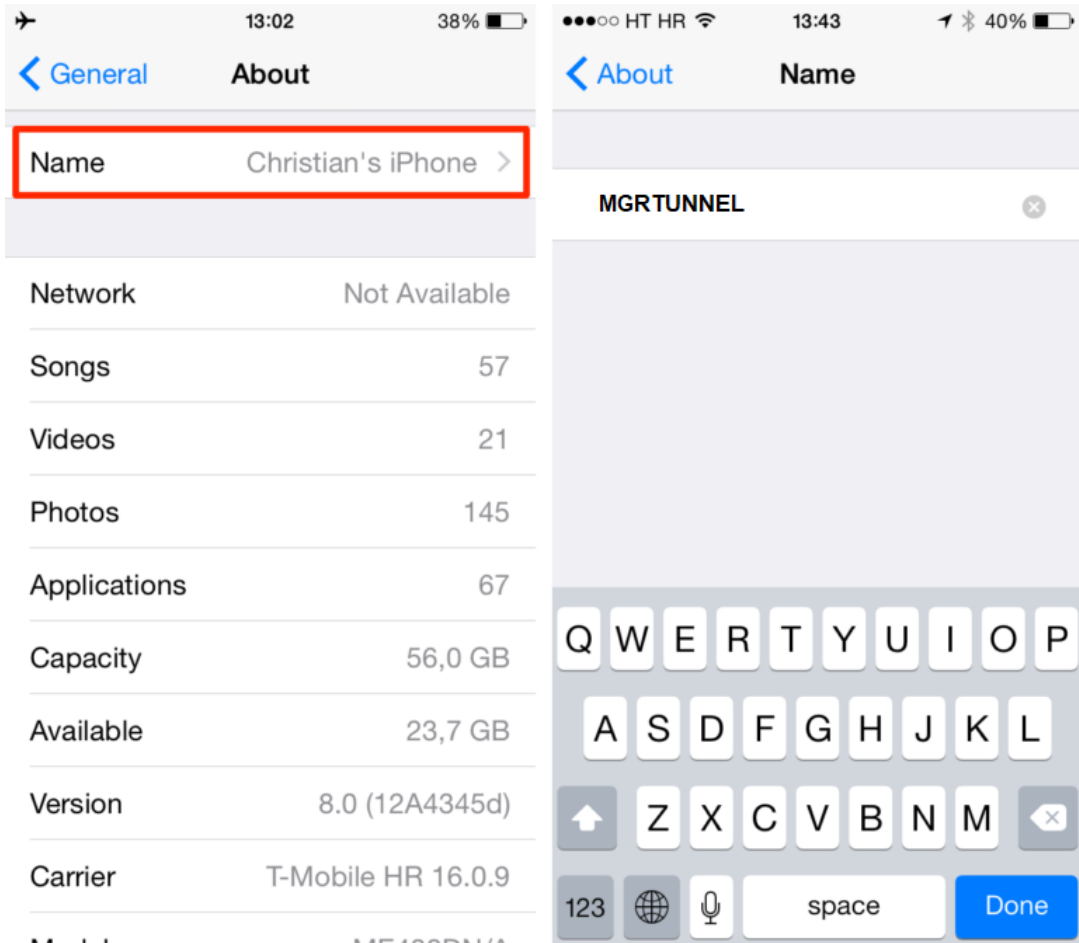 13:02 38%
General About
Name Christian's iPhone
Network Not Available
Songs 57
Videos 21
Photos 145
Applications 67
Capacity 56,0 GB
Available 23,7 GB
Version 8.0 (12A4345d)
Carrier T-Mobile HR 16.0.9
HT HR 13:43 40%
About Name
MGRTUNNEL
Q W E R T Y U I O P
A S D F G H J K L
Z X C V B N M
123 space Done